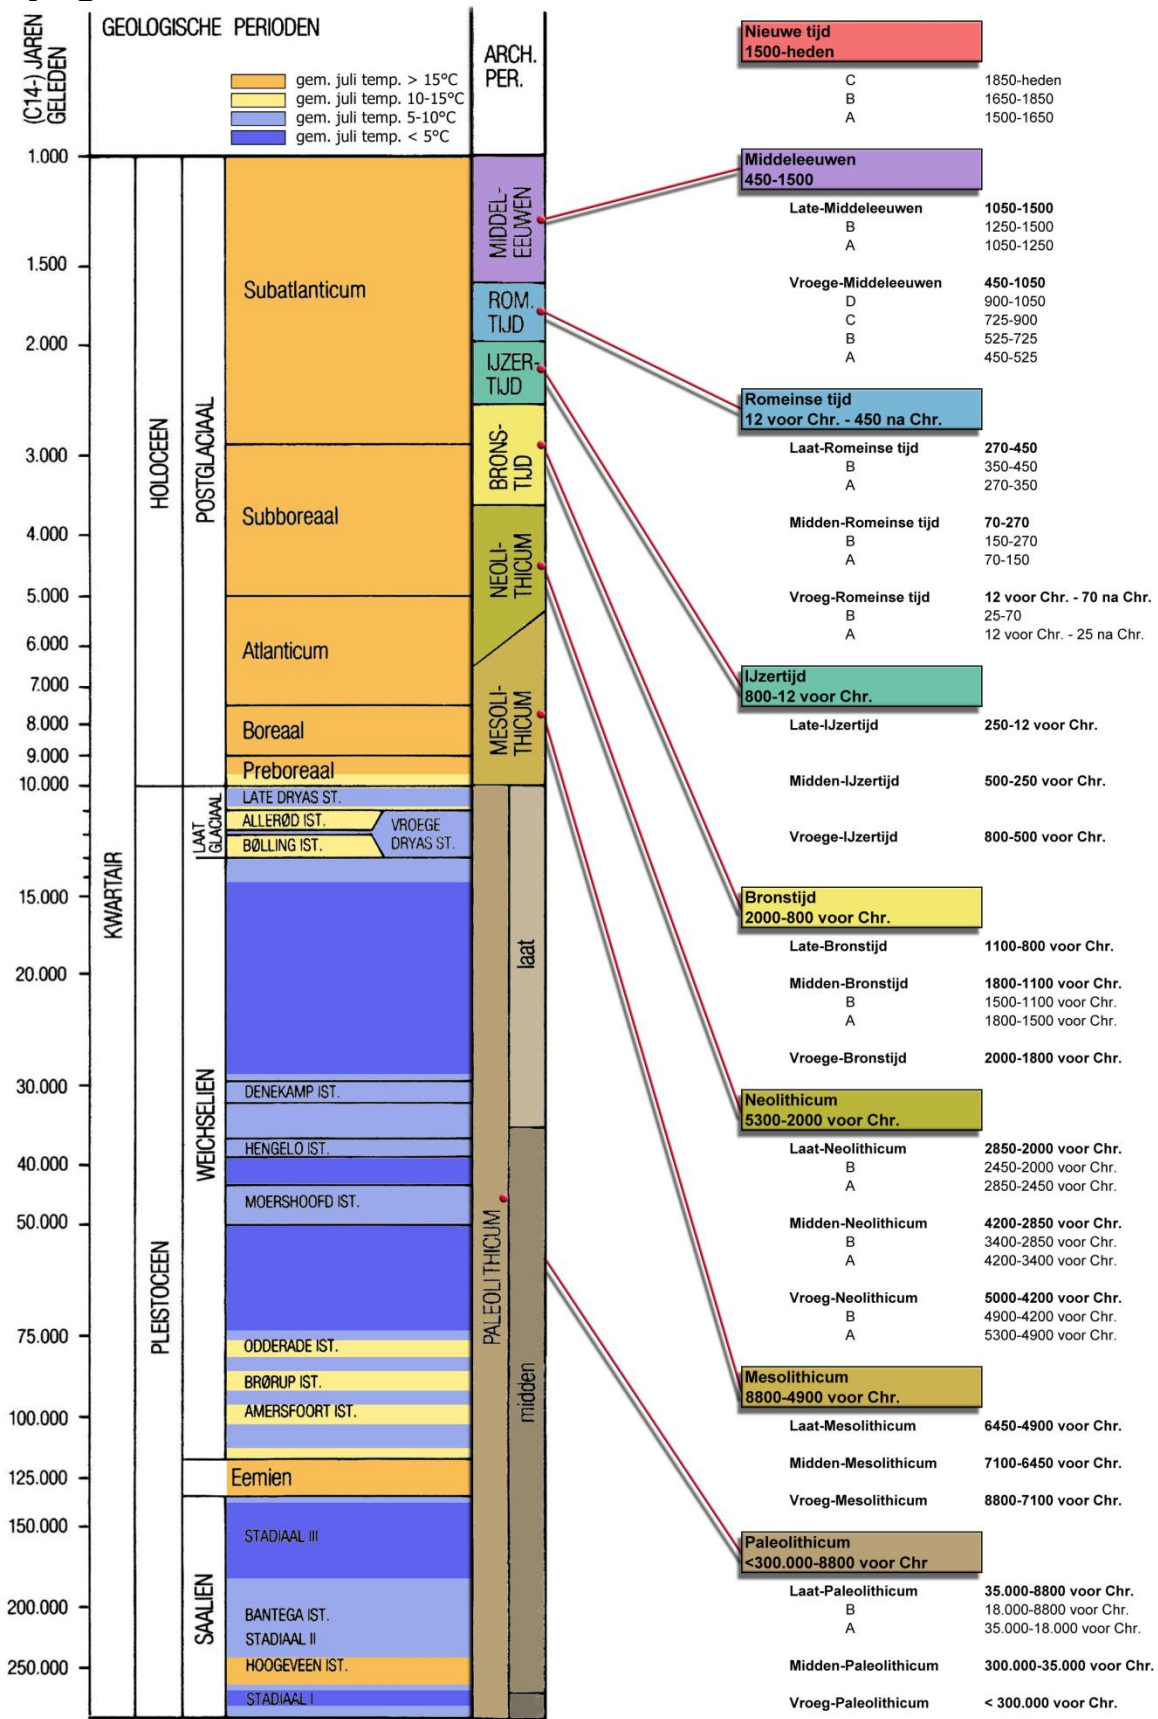 (C14-) JAREN
GELEDEN
GEOLOGISCHE PERIODEN
gem. juli temp. > 15°C
gem. juli temp. 10-15°C
gem. juli temp. 5-10°C
gem. juli temp. < 5°C
ARCH.
PER.
1.000
1.500
2.000
3.000
4.000
5.000
6.000
7.000
8.000
9.000
10.000
15.000
20.000
30.000
40.000
50.000
75.000
100.000
125.000
150.000
200.000
250.000
KWARTAIR
HOLOCEEN
PLEISTOCEEN
POSTGLACIAAL
LAAT
GLACIAAL
WEICHSELIEN
SAALIEN
Subatlanticum
Subboreaal
Atlanticum
Boreaal
Preboreaal
LATE DRYAS ST.
ALLERØD IST.
VROEGE
DRYAS ST.
BØLLING IST.
DENEKAMP IST.
HENGELO IST.
MOERSHOOFD IST.
ODDERADE IST.
BRØRUP IST.
AMERSFOORT IST.
Eemien
STADIAAL III
BANTEGA IST.
STADIAAL II
HOOGEVEEN IST.
STADIAAL I
MIDDEL-
EEUWEN
ROM.
TIJD
IJZER-
TIJD
BRONS-
TIJD
NEOLI-
THICUM
MESOLI-
THICUM
PALEOLITHICUM
laat
midden
Nieuwe tijd
1500-heden
C 1850-heden
B 1650-1850
A 1500-1650
Middeleeuwen
450-1500
Late-Middeleeuwen 1050-1500
B 1250-1500
A 1050-1250
Vroege-Middeleeuwen 450-1050
D 900-1050
C 725-900
B 525-725
A 450-525
Romeinse tijd
12 voor Chr. - 450 na Chr.
Laat-Romeinse tijd 270-450
B 350-450
A 270-350
Midden-Romeinse tijd 70-270
B 150-270
A 70-150
Vroeg-Romeinse tijd 12 voor Chr. - 70 na Chr.
B 25-70
A 12 voor Chr. - 25 na Chr.
IJzertijd
800-12 voor Chr.
Late-IJzertijd 250-12 voor Chr.
Midden-IJzertijd 500-250 voor Chr.
Vroege-IJzertijd 800-500 voor Chr.
Bronstijd
2000-800 voor Chr.
Late-Bronstijd 1100-800 voor Chr.
Midden-Bronstijd 1800-1100 voor Chr.
B 1500-1100 voor Chr.
A 1800-1500 voor Chr.
Vroege-Bronstijd 2000-1800 voor Chr.
Neolithicum
5300-2000 voor Chr.
Laat-Neolithicum 2850-2000 voor Chr.
B 2450-2000 voor Chr.
A 2850-2450 voor Chr.
Midden-Neolithicum 4200-2850 voor Chr.
B 3400-2850 voor Chr.
A 4200-3400 voor Chr.
Vroeg-Neolithicum 5000-4200 voor Chr.
B 4900-4200 voor Chr.
A 5300-4900 voor Chr.
Mesolithicum
8800-4900 voor Chr.
Laat-Mesolithicum 6450-4900 voor Chr.
Midden-Mesolithicum 7100-6450 voor Chr.
Vroeg-Mesolithicum 8800-7100 voor Chr.
Paleolithicum
<300.000-8800 voor Chr
Laat-Paleolithicum 35.000-8800 voor Chr.
B 18.000-8800 voor Chr.
A 35.000-18.000 voor Chr.
Midden-Paleolithicum 300.000-35.000 voor Chr.
Vroeg-Paleolithicum < 300.000 voor Chr.